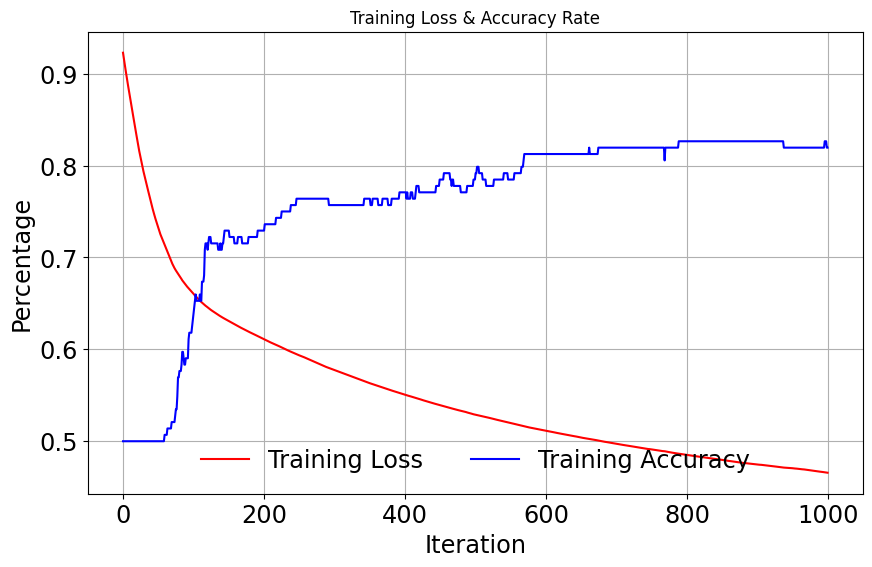 Training Loss & Accuracy Rate
Percentage
0.9
0.8
0.7
0.6
0.5
Training Loss Training Accuracy
0 200 400 600 800 1000
Iteration